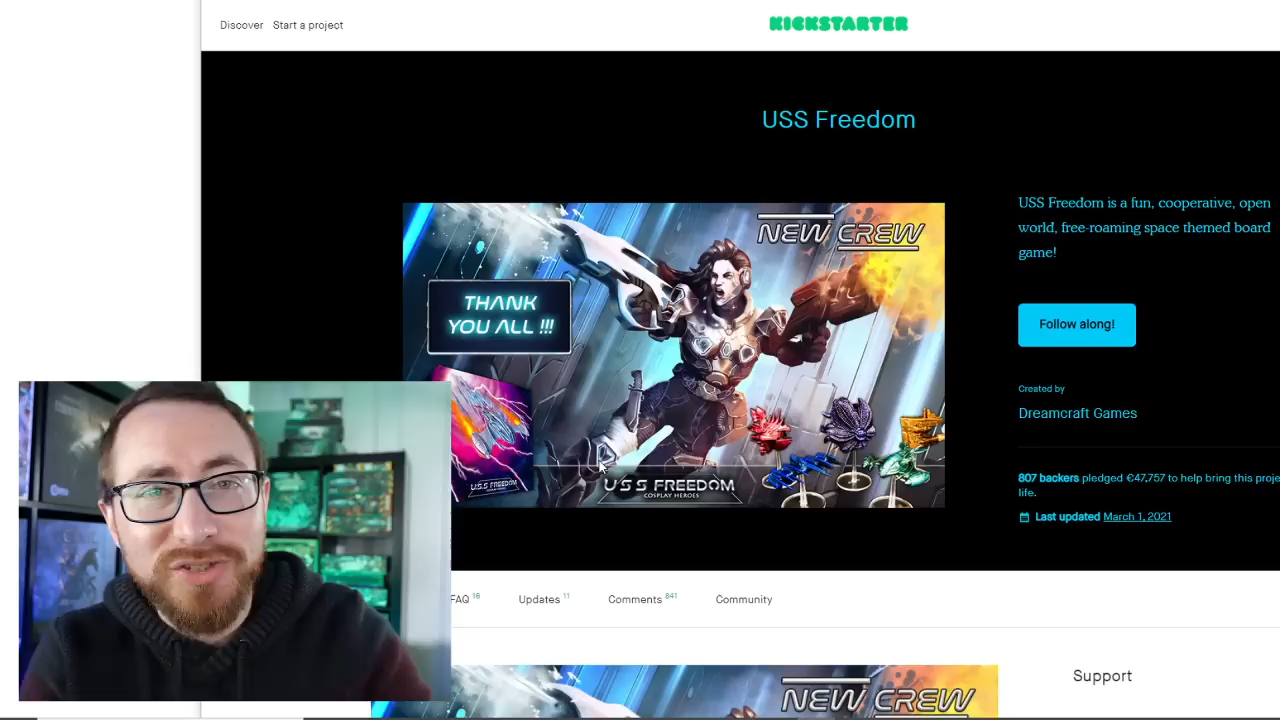 Discover Start a project
KICKSTARTER
USS Freedom
NEW CREW
THANK
YOU ALL !!!
USS FREEDOM
USS FREEDOM
COSPLAY HEROES
USS Freedom is a fun, cooperative, open
world, free-roaming space themed board
game!
Follow along!
Created by
Dreamcraft Games
807 backers pledged €47,757 to help bring this proje
life.
Last updated March 1, 2021
FAQ 16 Updates 11 Comments 841 Community
NEW CREW
Support